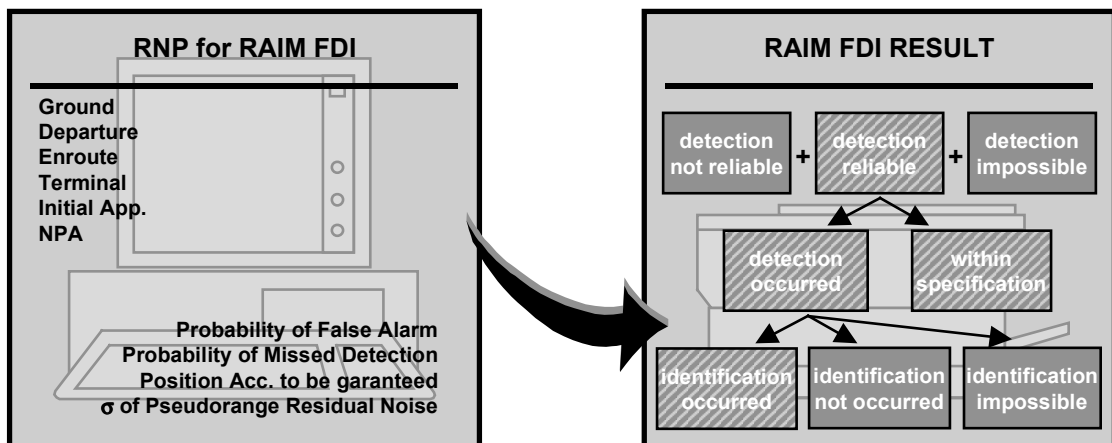 RNP for RAIM FDI
Ground
Departure
Enroute
Terminal
Initial App.
NPA
Probability of False Alarm
Probability of Missed Detection
Position Acc. to be garanteed
σ of Pseudorange Residual Noise
RAIM FDI RESULT
detection
not reliable
+
detection
reliable
+
detection
impossible
detection
occurred
within
specification
identification
occurred
identification
not occurred
identification
impossible